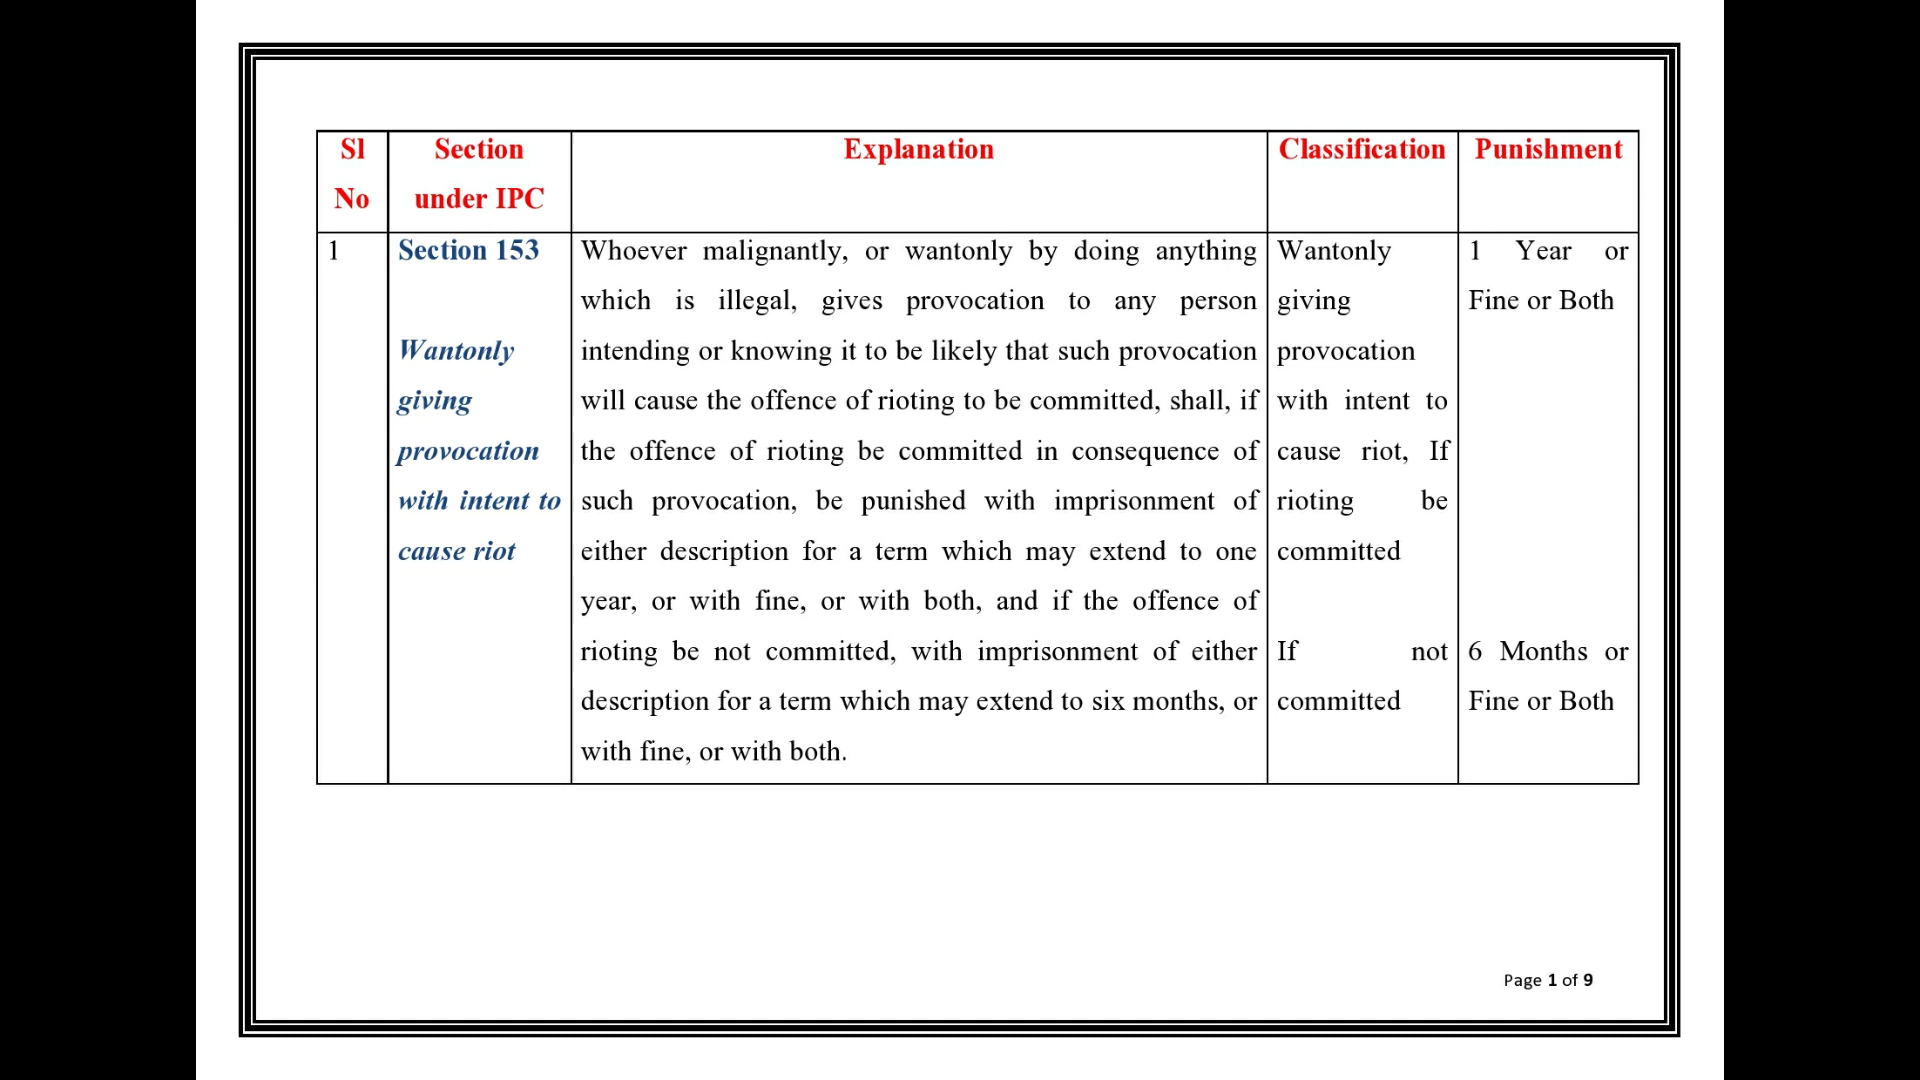 Sl No
Section under IPC
Explanation
Classification
Punishment
1
Section 153
Wantonly
giving
provocation
with intent to
cause riot
Whoever malignantly, or wantonly by doing anything
which is illegal, gives provocation to any person
intending or knowing it to be likely that such provocation
will cause the offence of rioting to be committed, shall, if
the offence of rioting be committed in consequence of
such provocation, be punished with imprisonment of
either description for a term which may extend to one
year, or with fine, or with both, and if the offence of
rioting be not committed, with imprisonment of either
description for a term which may extend to six months, or
with fine, or with both.
Wantonly
giving
provocation
with intent to
cause riot, If
rioting be
committed
If not
committed
1 Year or
Fine or Both
6 Months or
Fine or Both
Page 1 of 9